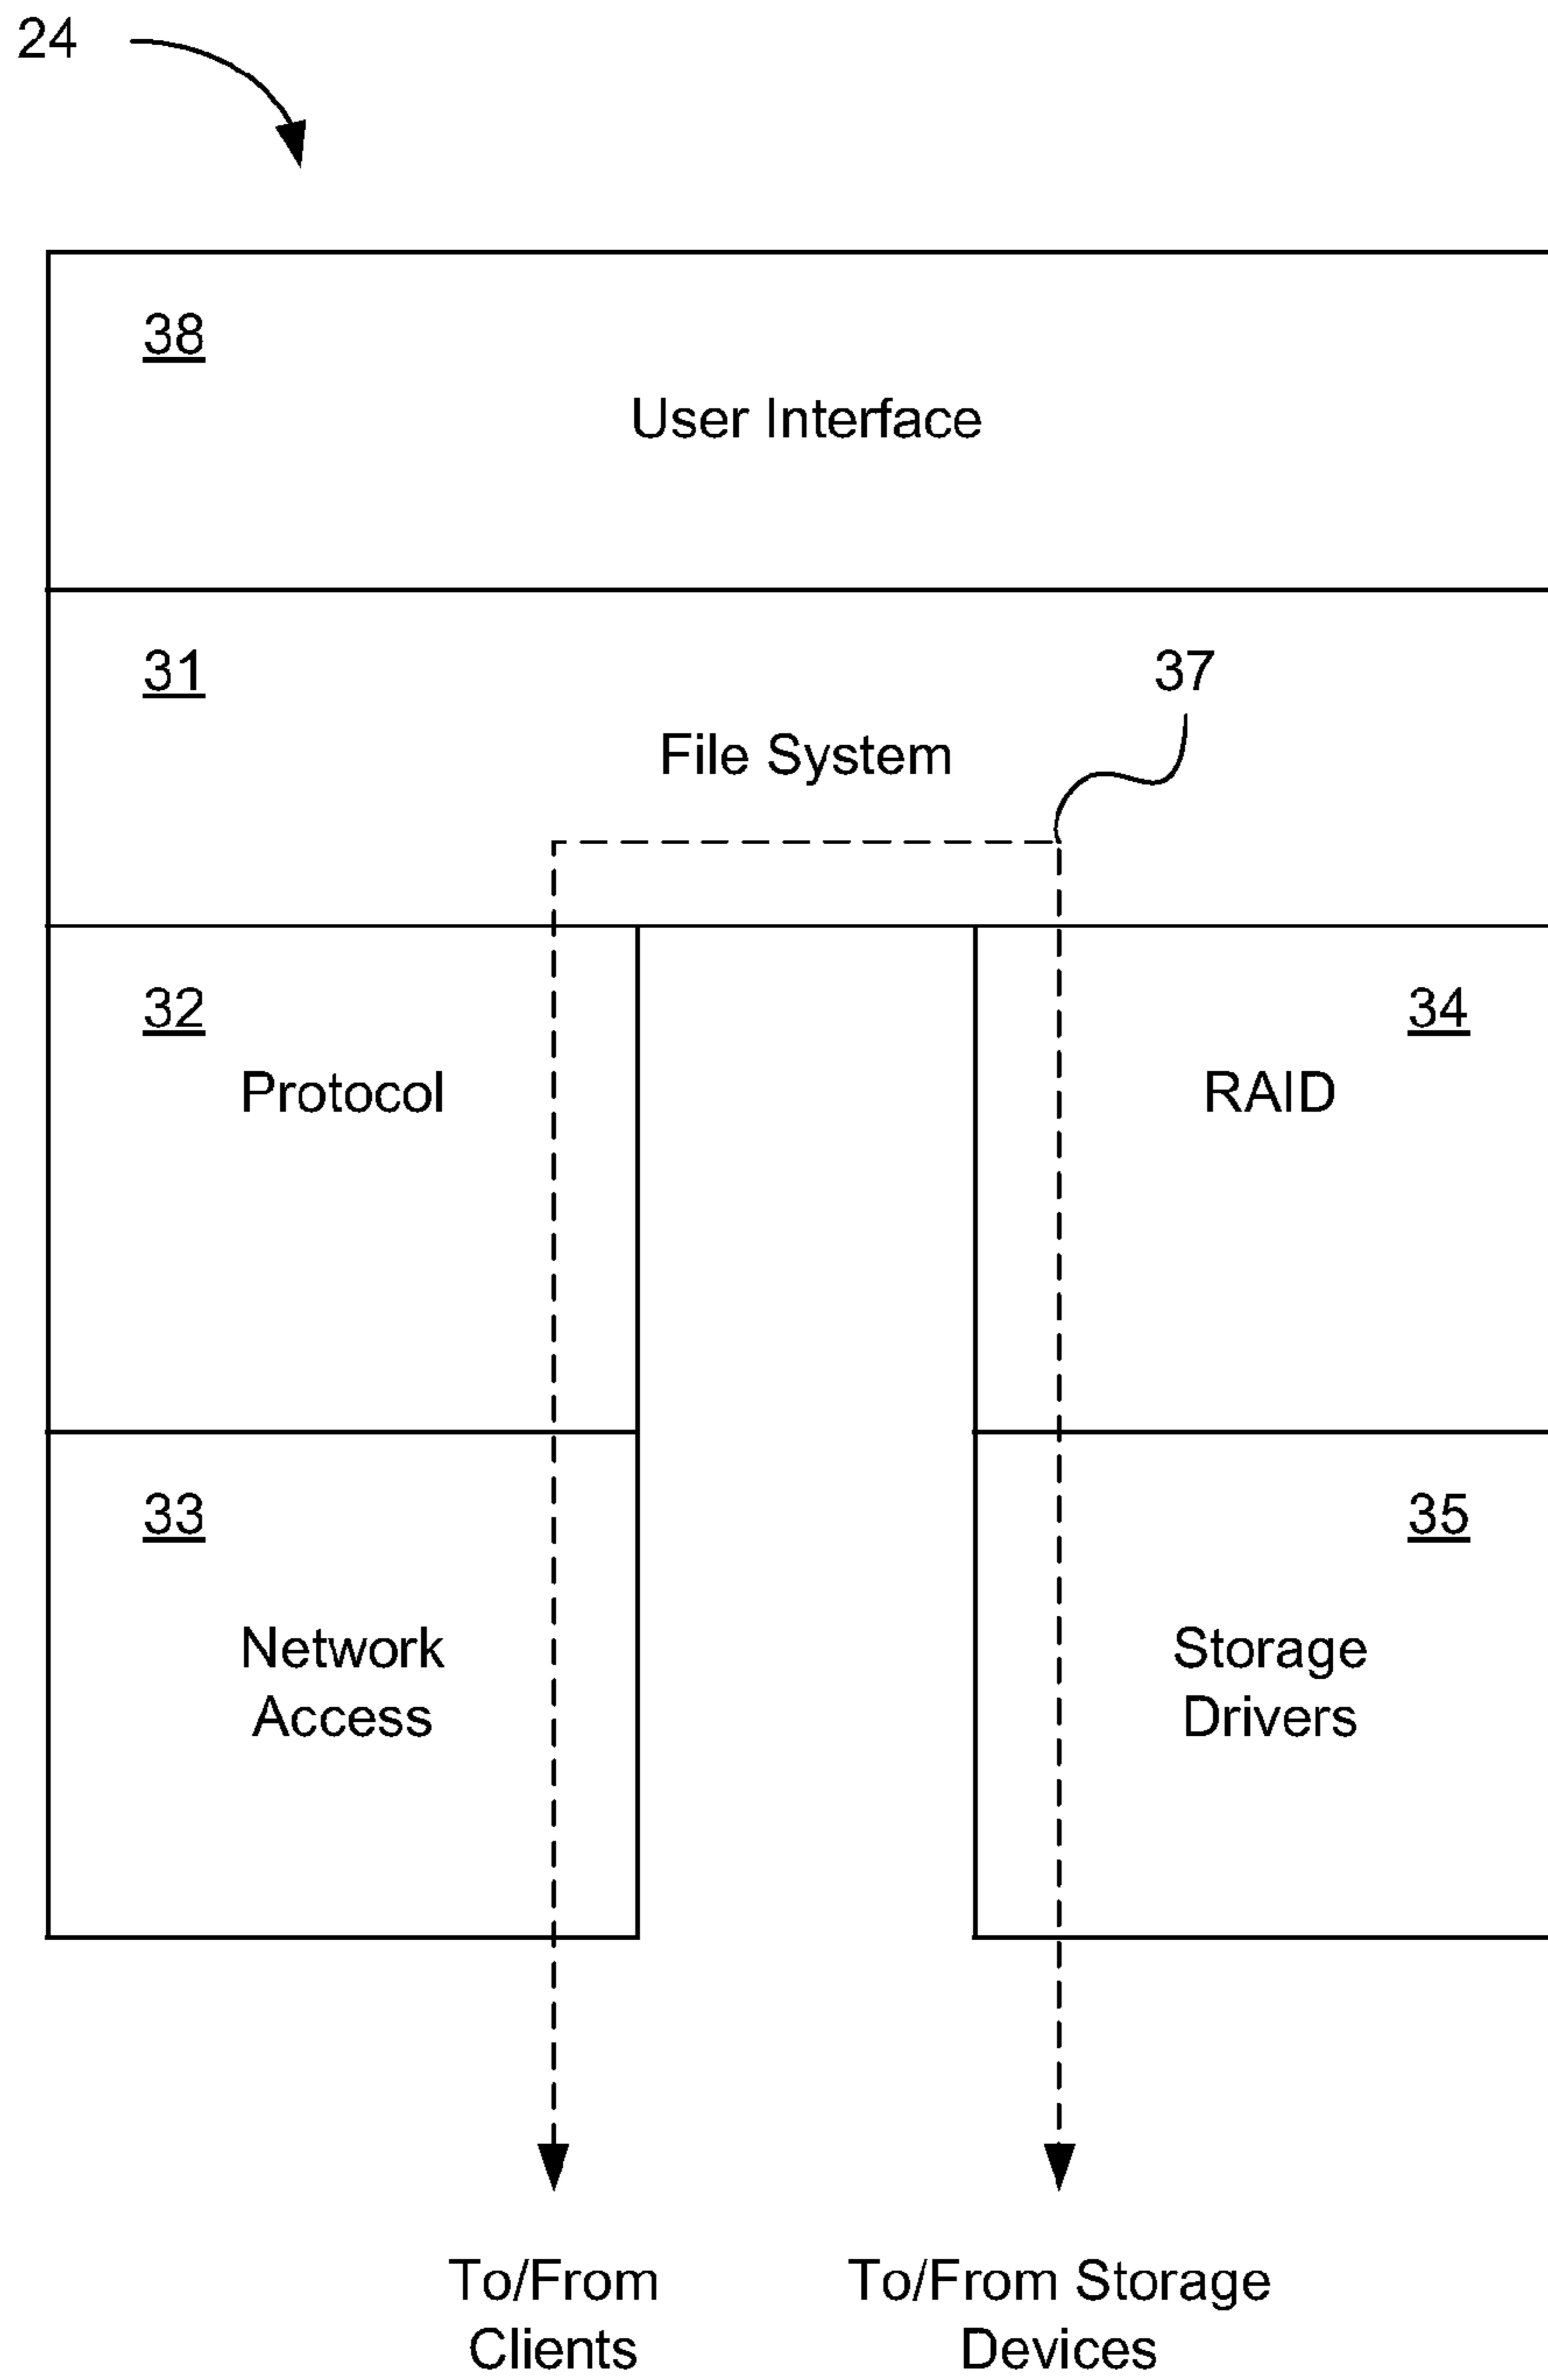 24
38
User Interface
31
37
File System
32
34
Protocol
RAID
33
35
Network
Access
Storage
Drivers
To/From
Clients
To/From Storage
Devices